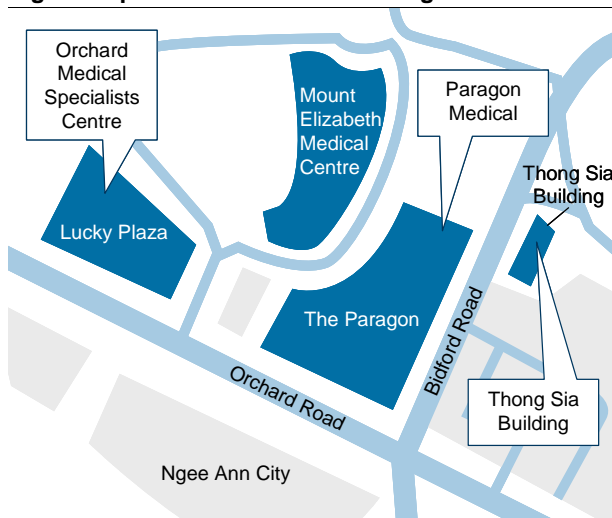 Orchard
Medical
Specialists
Centre
Mount
Elizabeth
Medical
Centre
Paragon
Medical
Thong Sia
Building
Lucky Plaza
The Paragon
Bidford Road
Orchard Road
Thong Sia
Building
Ngee Ann City